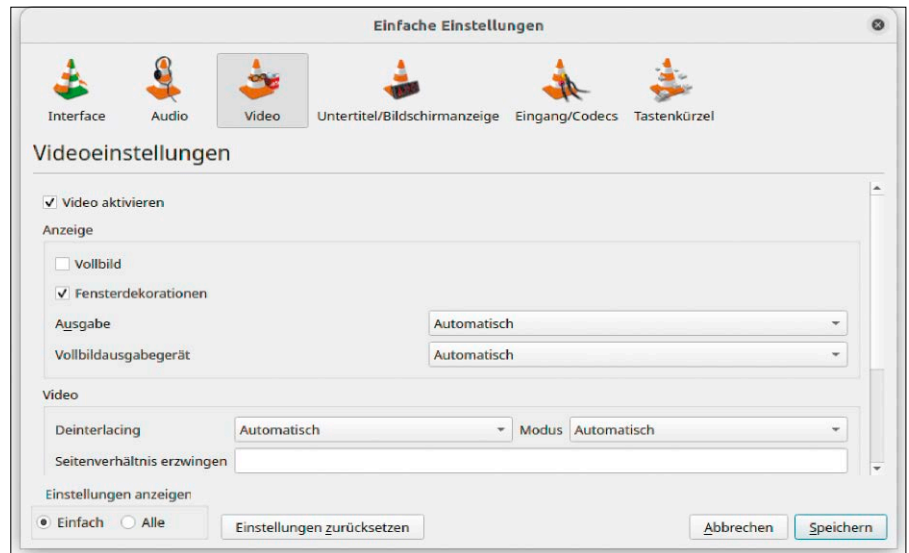 Einfache Einstellungen
Interface Audio Video Untertitel/Bildschirmanzeige Eingang/Codecs Tastenkürzel
Videoeinstellungen
Video aktivieren
Anzeige
Vollbild
Fensterdekorationen
Ausgabe Automatisch
Vollbildausgabegerät Automatisch
Video
Deinterlacing Automatisch Modus Automatisch
Seitenverhältnis erzwingen
Einstellungen anzeigen
Einfach Alle Einstellungen zurücksetzen Abbrechen Speichern